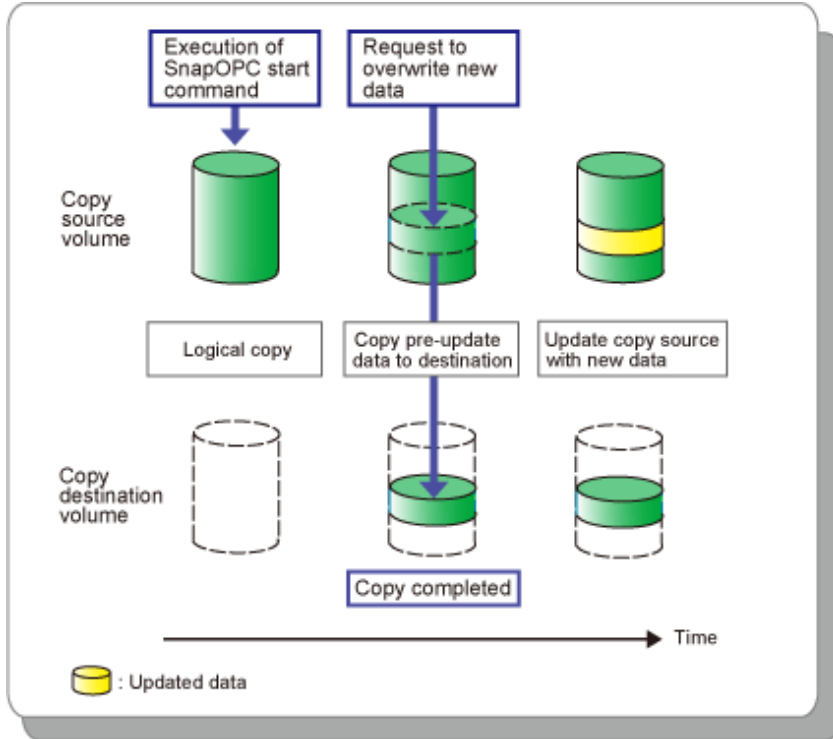 Execution of
SnapOPC start
command
Request to
overwrite new
data
Copy
source
volume
Logical copy
Copy pre-update
data to destination
Update copy source
with new data
Copy
destination
volume
Copy completed
Time
: Updated data